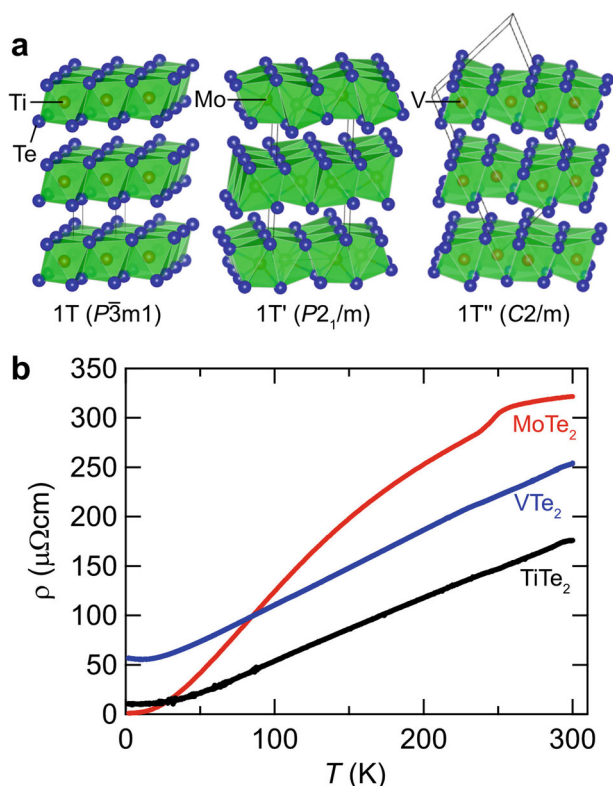 a
Ti
Te
Mo
V
1T (P3̅m1)
1T' (P2₁/m)
1T" (C2/m)
b
350
300
250
200
150
100
50
0
ρ (μΩcm)
MoTe₂
VTe₂
TiTe₂
0
100
200
300
T (K)